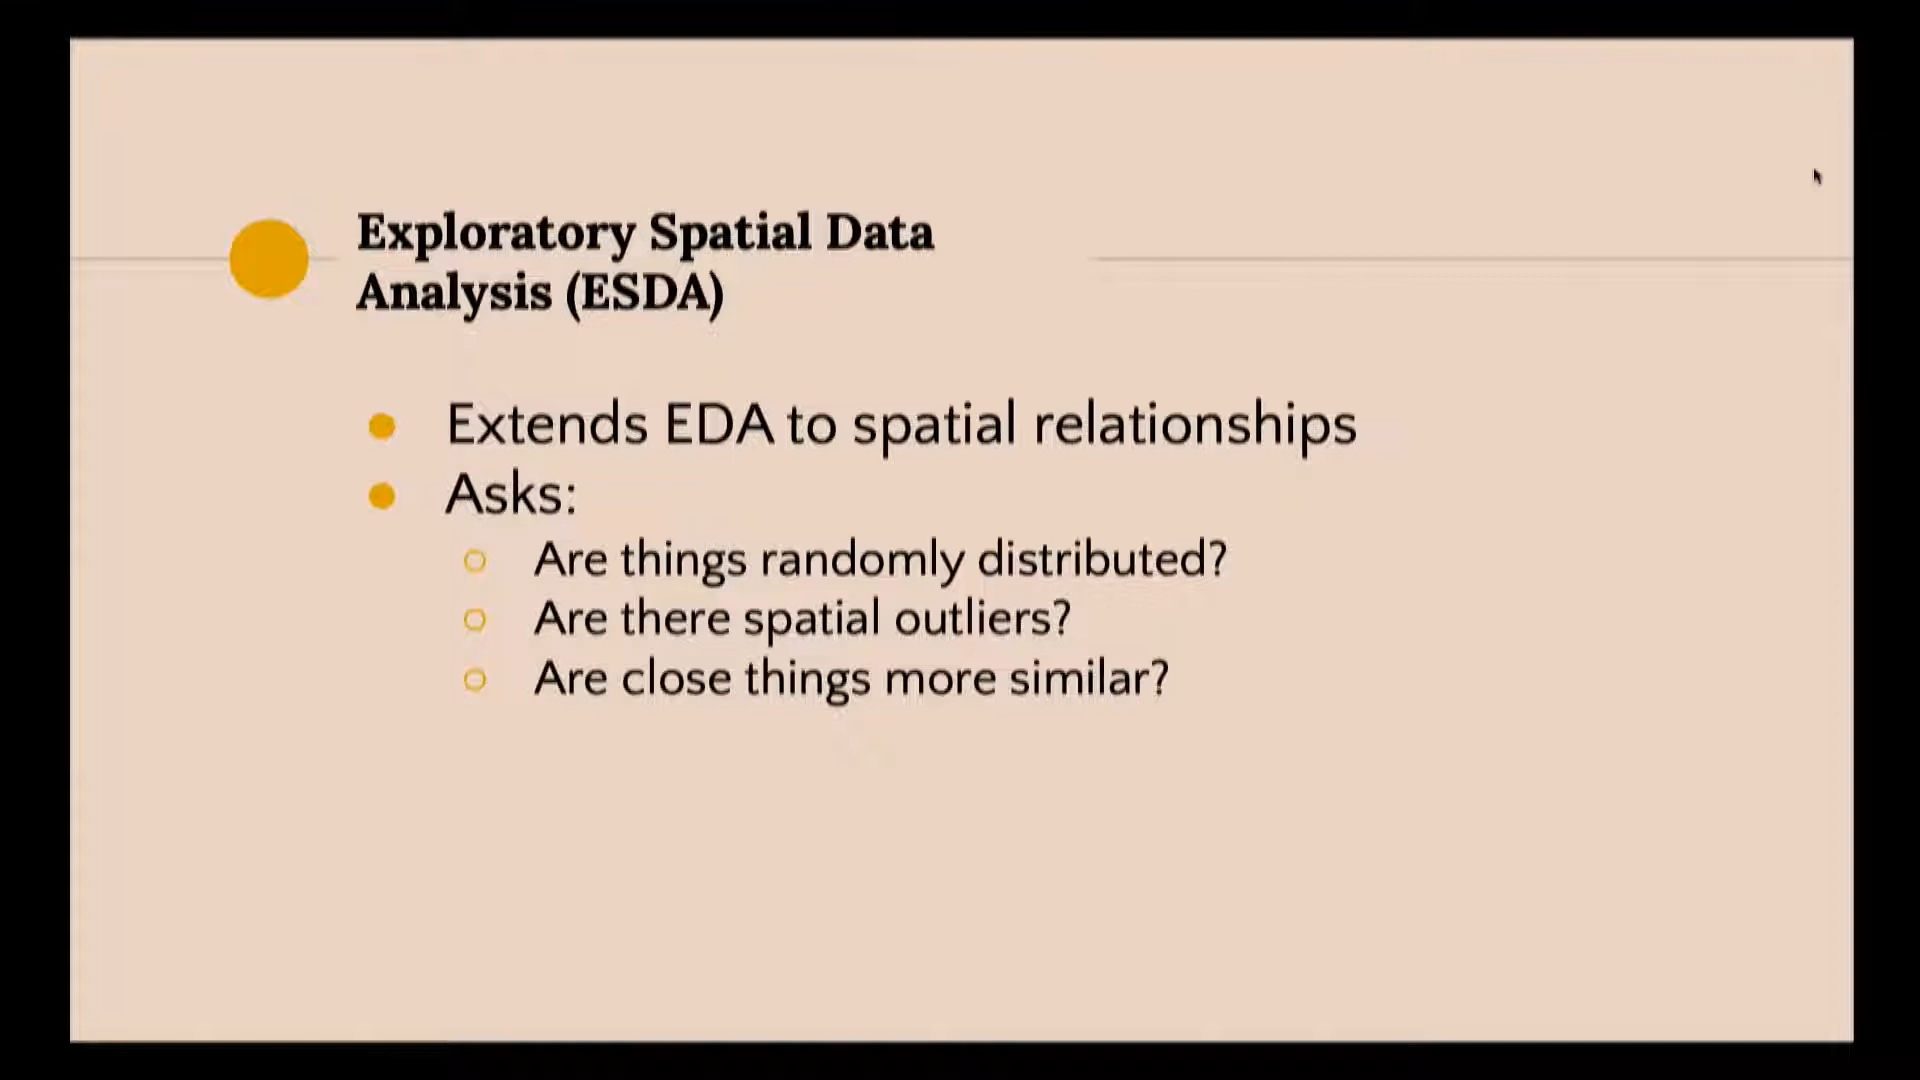 Exploratory Spatial Data
Analysis (ESDA)
Extends EDA to spatial relationships
Asks:
Are things randomly distributed?
Are there spatial outliers?
Are close things more similar?